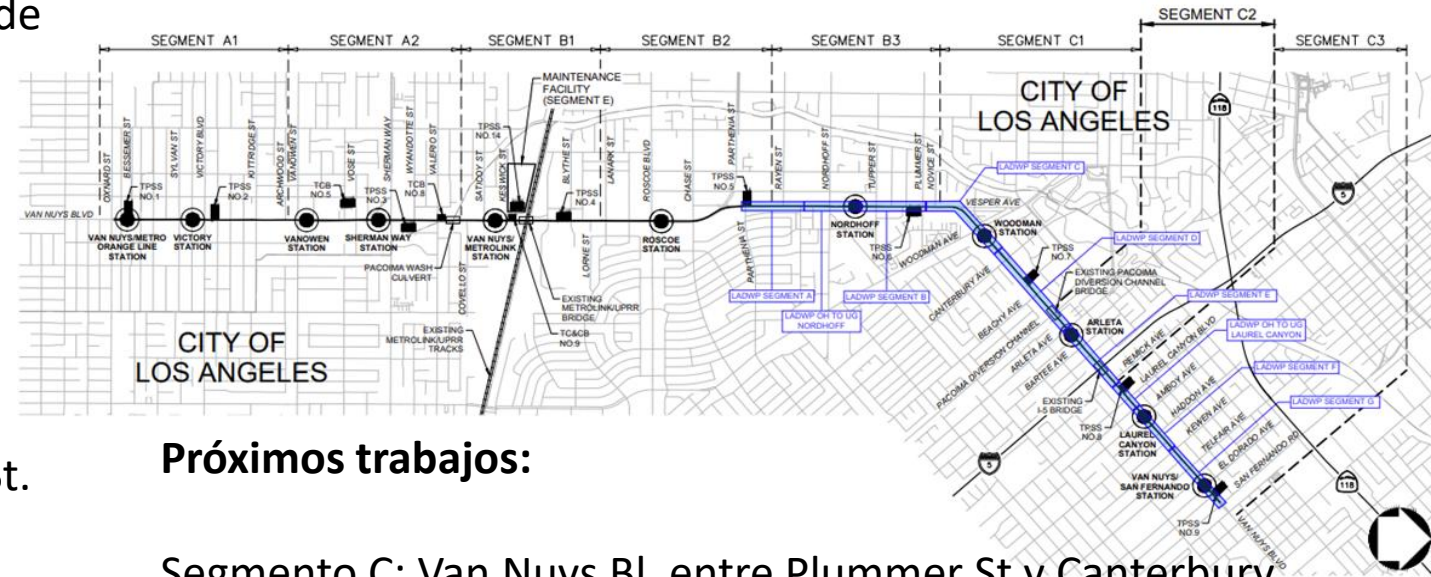 de
SEGMENT C2
SEGMENT A1
SEGMENT A2
SEGMENT B1
SEGMENT B2
SEGMENT B3
SEGMENT C1
SEGMENT C3
MAINTENANCE
FACILITY
(SEGMENT E)
CITY OF
LOS ANGELES
118
5
OXNARD ST
BESSEMER ST
SYLVAN ST
VICTORY BLVD
KITTRIDGE ST
ARCHWOOD ST
VANOWEN ST
VOSE ST
SHERMAN WAY
WYANDOTTE ST
VALERIO ST
COVELLO ST
SATICOY ST
KESWICK ST
BLYTHE ST
LANARK ST
LORNE ST
ROSCOE BLVD
CHASE ST
PARTHENIA ST
PARTHENIA ST
RAYEN ST
NORDHOFF ST
TUPPER ST
PLUMMER ST
NOVICE ST
TPSS
NO.1
TPSS
NO.2
TCB
NO.5
TPSS
NO.3
TCB
NO.8
TPSS
NO.14
TPSS
NO.4
TPSS
NO.5
TPSS
NO.6
TPSS
NO.7
TPSS
NO.8
TPSS
NO.9
VAN NUYS BLVD
VAN NUYS/METRO
ORANGE LINE
STATION
VICTORY
STATION
VANOWEN
STATION
SHERMAN WAY
STATION
VAN NUYS/
METROLINK
STATION
ROSCOE
STATION
NORDHOFF
STATION
WOODMAN
STATION
ARLETA
STATION
LAUREL
CANYON
STATION
VAN NUYS/
SAN FERNANDO
STATION
PACOIMA WASH
CULVERT
EXISTING
METROLINK/UPRR
BRIDGE
TC&CB
NO.9
EXISTING
METROLINK/UPRR
TRACKS
CITY OF
LOS ANGELES
LADWP SEGMENT A
LADWP OH TO UG
NORDHOFF
LADWP SEGMENT B
LADWP SEGMENT C
LADWP SEGMENT D
LADWP SEGMENT E
LADWP OH TO UG
LAUREL CANYON
LADWP SEGMENT F
LADWP SEGMENT G
VESPER AVE
WOODMAN AVE
CANTERBURY AVE
BEACHY AVE
PACOIMA DIVERSION CHANNEL
ARLETA AVE
BARTEE AVE
EXISTING PACOIMA
DIVERSION CHANNEL
BRIDGE
EXISTING
I-5 BRIDGE
REMICK AVE
LAUREL CANYON BLVD
AMBOY AVE
HADDON AVE
KEWEN AVE
TELFAIR AVE
EL DORADO AVE
SAN FERNANDO RD
VAN NUYS BLVD
5
118
St.
Próximos trabajos:
Segmento C: Van Nuys Bl. entre Plummer St y Canterbury